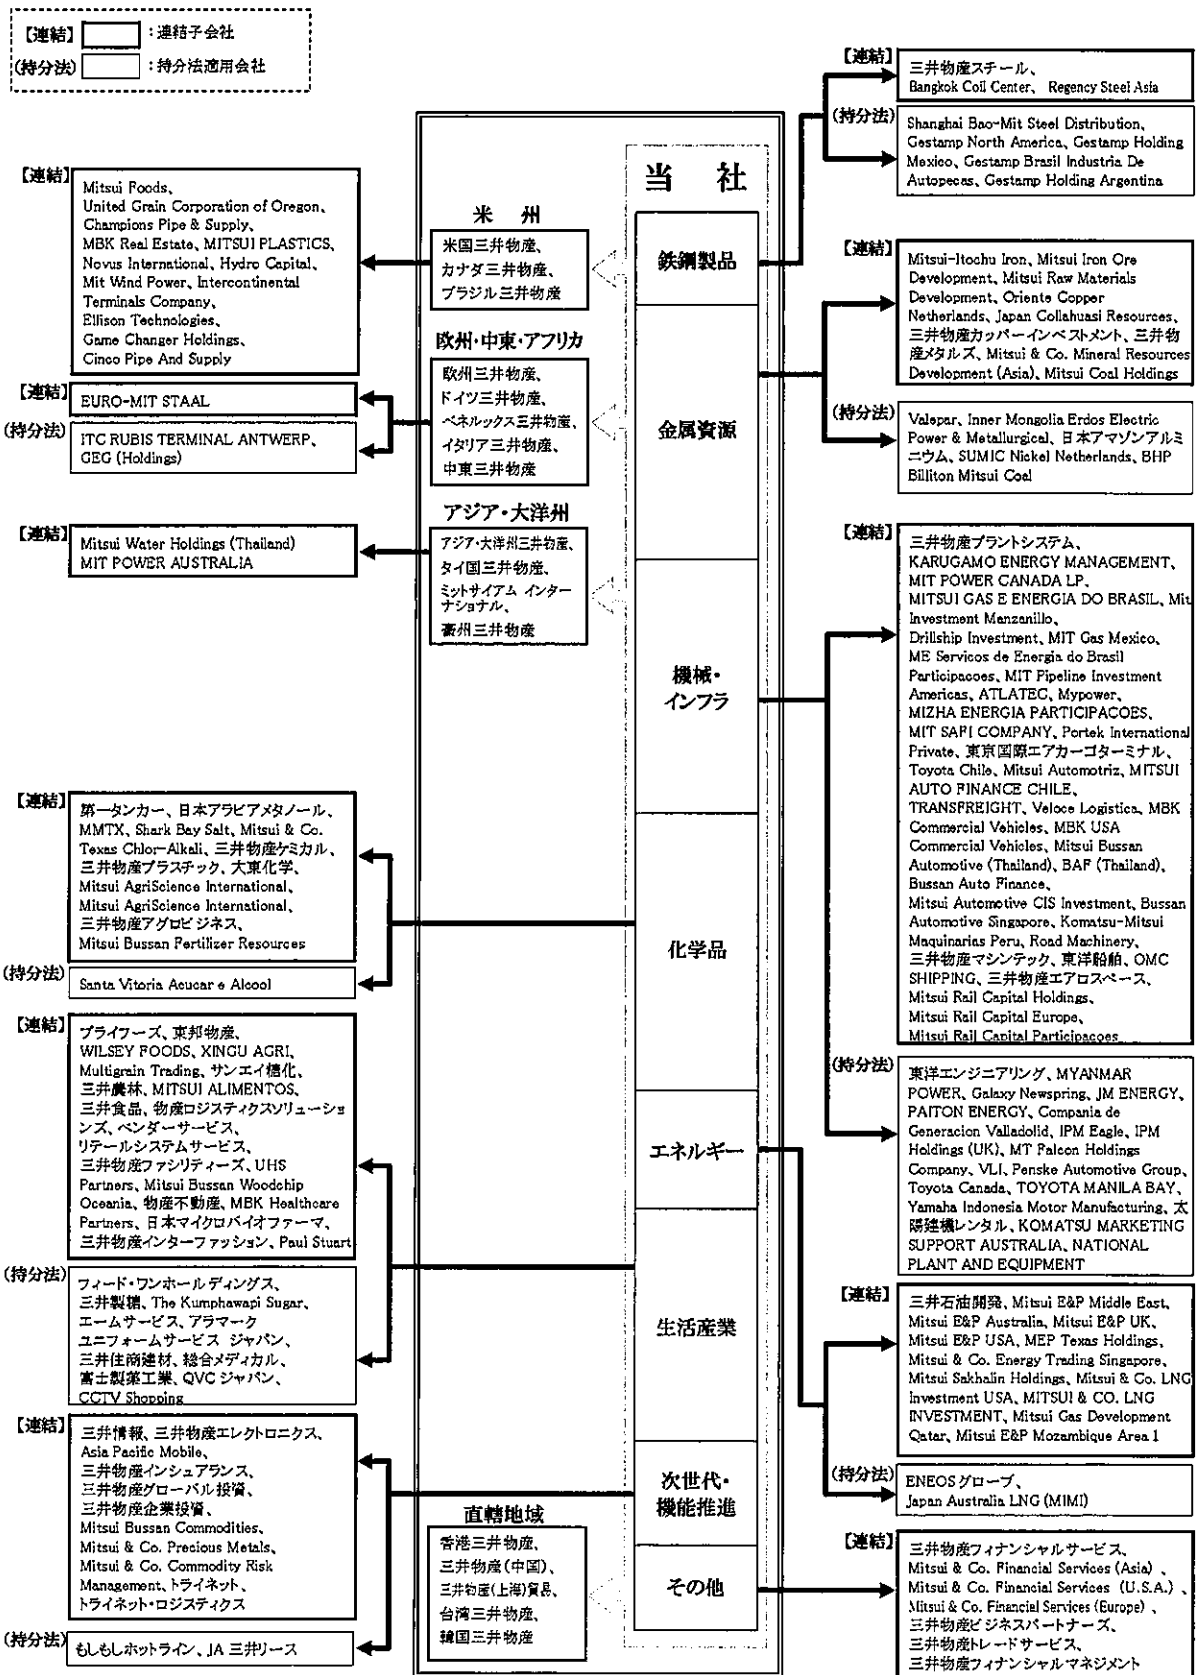 【連結】 : 連結子会社
(持分法) : 持分法適用会社
当 社
鉄鋼製品
金属資源
機械・
インフラ
化学品
エネルギー
生活産業
次世代・
機能推進
その他
米 州
米国三井物産、
カナダ三井物産、
ブラジル三井物産
欧州・中東・アフリカ
欧州三井物産、
ドイツ三井物産、
ベネルックス三井物産、
イタリア三井物産、
中東三井物産
アジア・大洋州
アジア・大洋州三井物産、
タイ国三井物産、
ミットサイアム インター
ナショナル、
豪州三井物産
直轄地域
香港三井物産、
三井物産(中国)、
三井物産(上海)貿易、
台湾三井物産、
韓国三井物産
【連結】
Mitsui Foods、
United Grain Corporation of Oregon、
Champions Pipe & Supply、
MBK Real Estate、MITSUI PLASTICS、
Novus International、Hydro Capital、
Mit Wind Power、Intercontinental
Terminals Company、
Ellison Technologies、
Game Changer Holdings、
Cinco Pipe And Supply
【連結】
EURO-MIT STAAL
(持分法)
ITC RUBIS TERMINAL ANTWERP、
GEG (Holdings)
【連結】
Mitsui Water Holdings (Thailand)
MIT POWER AUSTRALIA
【連結】
第一タンカー、日本アラビアメタノール、
MMTX、Shark Bay Salt、Mitsui & Co.
Texas Chlor-Alkali、三井物産ケミカル、
三井物産プラスチック、大東化学、
Mitsui AgriScience International、
Mitsui AgriScience International、
三井物産アグロビジネス、
Mitsui Bussan Fertilizer Resources
(持分法)
Santa Vitoria Acucar e Alcool
【連結】
プライフーズ、東邦物産、
WILSEY FOODS、XINGU AGRI、
Multigrain Trading、サンエイ糖化、
三井農林、MITSUI ALIMENTOS、
三井食品、物産ロジスティクスソリューショ
ンズ、ベンダーサービス、
リテールシステムサービス、
三井物産ファシリティーズ、UHS
Partners、Mitsui Bussan Woodchip
Oceania、物産不動産、MBK Healthcare
Partners、日本マイクロバイオファーマ、
三井物産インターファッション、Paul Stuart
(持分法)
フィード・ワンホールディングス、
三井製糖、The Kumphawapi Sugar、
エームサービス、アラマーク
ユニフォームサービス ジャパン、
三井住商建材、総合メディカル、
富士製薬工業、QVC ジャパン、
CCTV Shopping
【連結】
三井情報、三井物産エレクトロニクス、
Asia Pacific Mobile、
三井物産インシュアランス、
三井物産グローバル投資、
三井物産企業投資、
Mitsui Bussan Commodities、
Mitsui & Co. Precious Metals、
Mitsui & Co. Commodity Risk
Management、トライネット、
トライネット・ロジスティクス
(持分法)
もしもしホットライン、JA 三井リース
【連結】
三井物産スチール、
Bangkok Coil Center、 Regency Steel Asia
(持分法)
Shanghai Bao-Mit Steel Distribution、
Gestamp North America、Gestamp Holding
Mexico、Gestamp Brasil Industria De
Autopecas、Gestamp Holding Argentina
【連結】
Mitsui-Itochu Iron、Mitsui Iron Ore
Development、Mitsui Raw Materials
Development、Oriente Copper
Netherlands、Japan Collahuasi Resources、
三井物産カッパーインベストメント、三井物
産メタルズ、Mitsui & Co. Mineral Resources
Development (Asia)、Mitsui Coal Holdings
(持分法)
Valepar、Inner Mongolia Erdos Electric
Power & Metallurgical、日本アマゾンアルミ
ニウム、SUMIC Nickel Netherlands、BHP
Billiton Mitsui Coal
【連結】
三井物産プラントシステム、
KARUGAMO ENERGY MANAGEMENT、
MIT POWER CANADA LP、
MITSUI GAS E ENERGIA DO BRASIL、Mit
Investment Manzanillo、
Drillship Investment、MIT Gas Mexico、
ME Servicos de Energia do Brasil
Participacoes、MIT Pipeline Investment
Americas、ATLATEC、Mypower、
MIZHA ENERGIA PARTICIPACOES、
MIT SAFI COMPANY、Portek International
Private、東京国際エアカーゴターミナル、
Toyota Chile、Mitsui Automotriz、MITSUI
AUTO FINANCE CHILE、
TRANSFREIGHT、Veloce Logistica、MBK
Commercial Vehicles、MBK USA
Commercial Vehicles、Mitsui Bussan
Automotive (Thailand)、BAF (Thailand)、
Bussan Auto Finance、
Mitsui Automotive CIS Investment、Bussan
Automotive Singapore、Komatsu-Mitsui
Maquinarias Peru、Road Machinery、
三井物産マシンテック、東洋船舶、OMC
SHIPPING、三井物産エアロスペース、
Mitsui Rail Capital Holdings、
Mitsui Rail Capital Europe、
Mitsui Rail Capital Participacoes
(持分法)
東洋エンジニアリング、MYANMAR
POWER、Galaxy Newspring、JM ENERGY、
PAITON ENERGY、Compania de
Generacion Valladolid、IPM Eagle、IPM
Holdings (UK)、MT Falcon Holdings
Company、VLI、Penske Automotive Group、
Toyota Canada、TOYOTA MANILA BAY、
Yamaha Indonesia Motor Manufacturing、太
陽建機レンタル、KOMATSU MARKETING
SUPPORT AUSTRALIA、NATIONAL
PLANT AND EQUIPMENT
【連結】
三井石油開発、Mitsui E&P Middle East、
Mitsui E&P Australia、Mitsui E&P UK、
Mitsui E&P USA、MEP Texas Holdings、
Mitsui & Co. Energy Trading Singapore、
Mitsui Sakhalin Holdings、Mitsui & Co. LNG
Investment USA、MITSUI & CO. LNG
INVESTMENT、Mitsui Gas Development
Qatar、Mitsui E&P Mozambique Area 1
(持分法)
ENEOSグローブ、
Japan Australia LNG (MIMI)
【連結】
三井物産フィナンシャルサービス、
Mitsui & Co. Financial Services (Asia) 、
Mitsui & Co. Financial Services (U.S.A.) 、
Mitsui & Co. Financial Services (Europe) 、
三井物産ビジネスパートナーズ、
三井物産トレードサービス、
三井物産フィナンシャルマネジメント